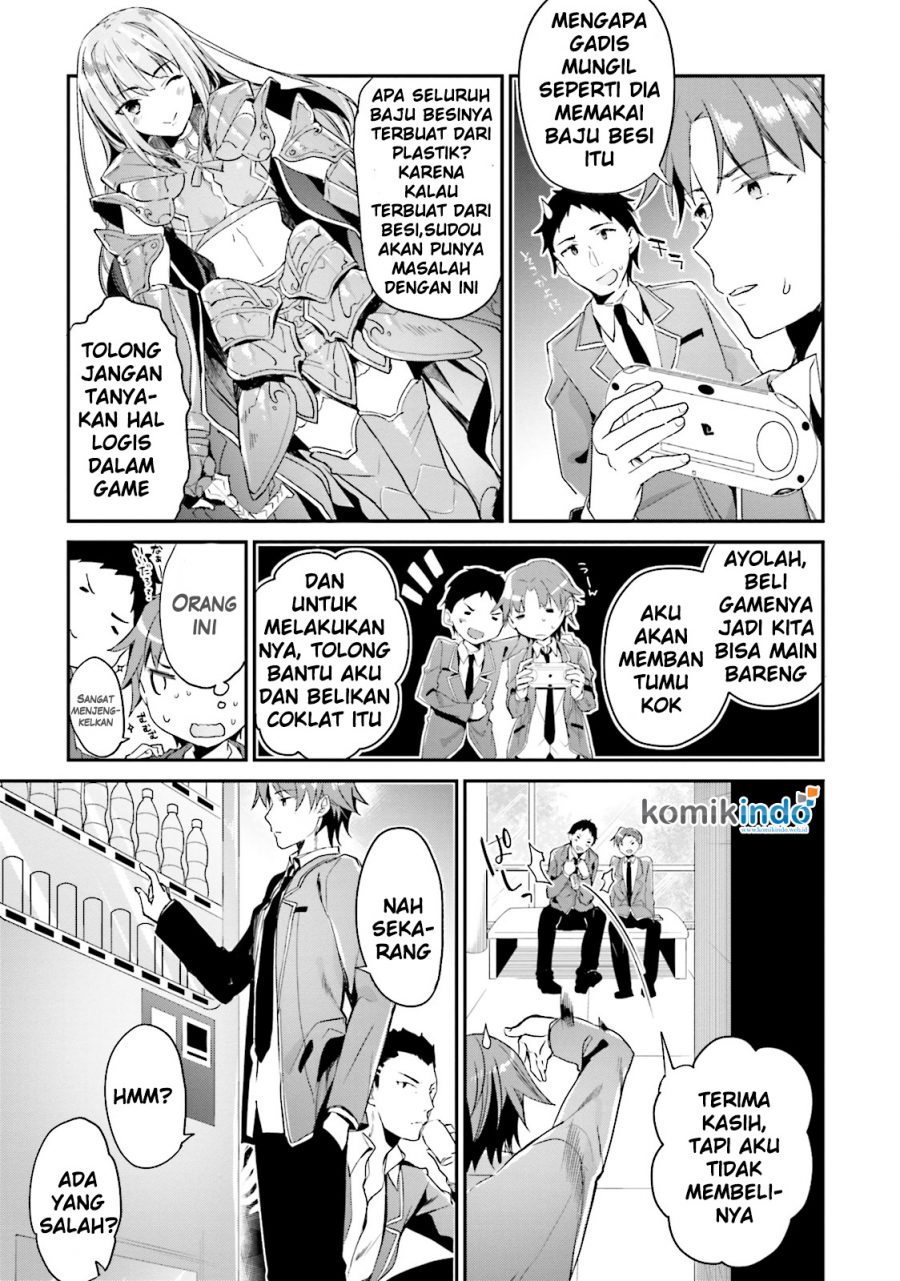 MENGAPA
GADIS
MUNGIL
SEPERTI DIA
MEMAKAI
BAJU BESI
ITU
APA SELURUH
BAJU BESINYA
TERBUAT DARI
PLASTIK?
KARENA
KALAU
TERBUAT DARI
BESI,SUDOU
AKAN PUNYA
MASALAH
DENGAN INI
TOLONG
JANGAN
TANYA-
KAN HAL
LOGIS
DALAM
GAME
AYOLAH,
BELI
GAMENYA
JADI KITA
BISA MAIN
BARENG
AKU
AKAN
MEMBAN
TUMU
KOK
DAN
UNTUK
MELAKUKAN
NYA, TOLONG
BANTU AKU
DAN BELIKAN
COKLAT ITU
ORANG
INI
SANGAT
MENJENG-
KELKAN
komikindo
www.komikindo.web.id
TERIMA
KASIH,
TAPI AKU
TIDAK
MEMBELI-
NYA
NAH
SEKA-
RANG
HMM?
ADA
YANG
SALAH?